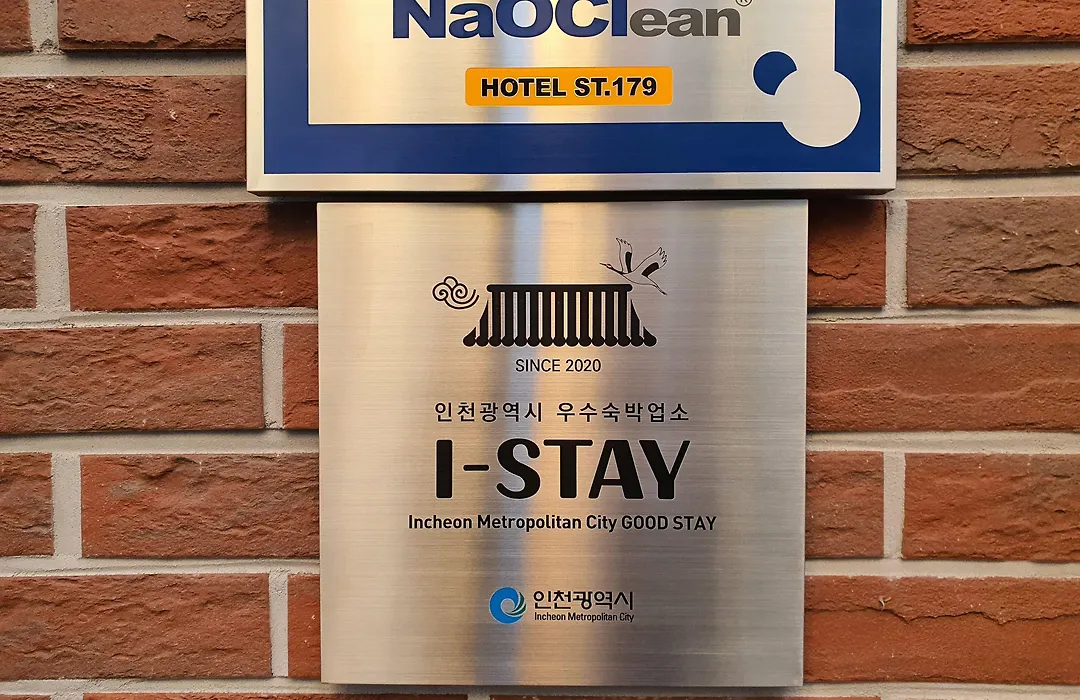 NaOClean®
HOTEL ST.179
SINCE 2020
인천광역시 우수숙박업소
I-STAY
Incheon Metropolitan City GOOD STAY
인천광역시
Incheon Metropolitan City